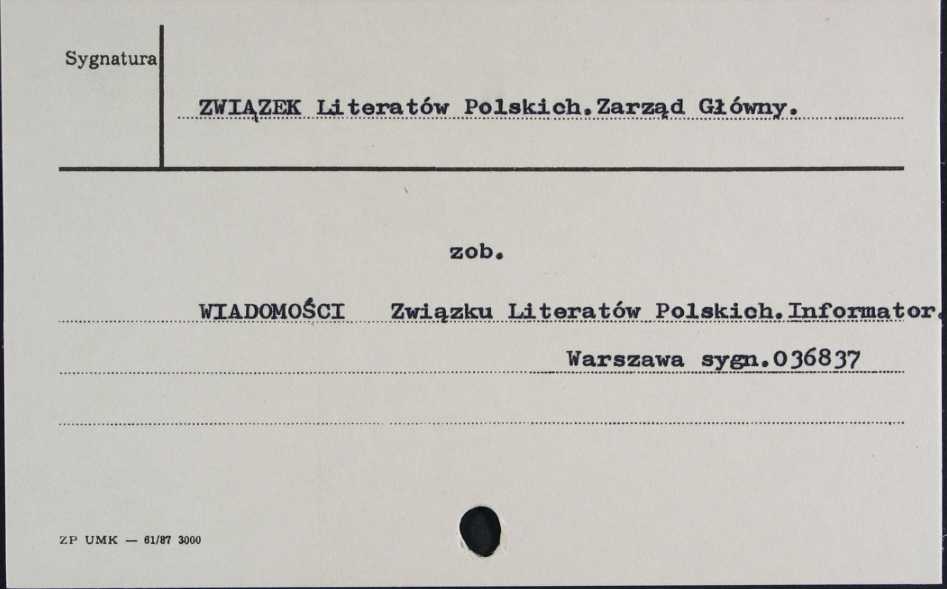 Sygnatura
ZWIĄZEK Literatów Polskich.Zarząd Główny.
zob.
WIADOMOŚCI Związku Literatów Polskich.Informator.
Warszawa sygn.036837
ZP UMK — 61/87 3000